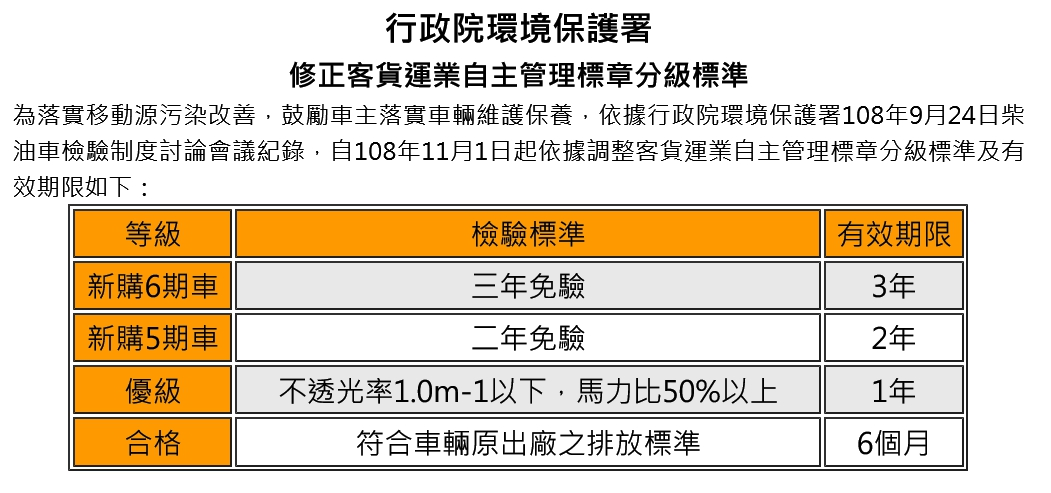 行政院環境保護署
修正客貨運業自主管理標章分級標準
為落實移動源污染改善，鼓勵車主落實車輛維護保養，依據行政院環境保護署108年9月24日柴
油車檢驗制度討論會議紀錄，自108年11月1日起依據調整客貨運業自主管理標章分級標準及有
效期限如下：
等級 檢驗標準 有效期限
新購6期車 三年免驗 3年
新購5期車 二年免驗 2年
優級 不透光率1.0m-1以下，馬力比50%以上 1年
合格 符合車輛原出廠之排放標準 6個月